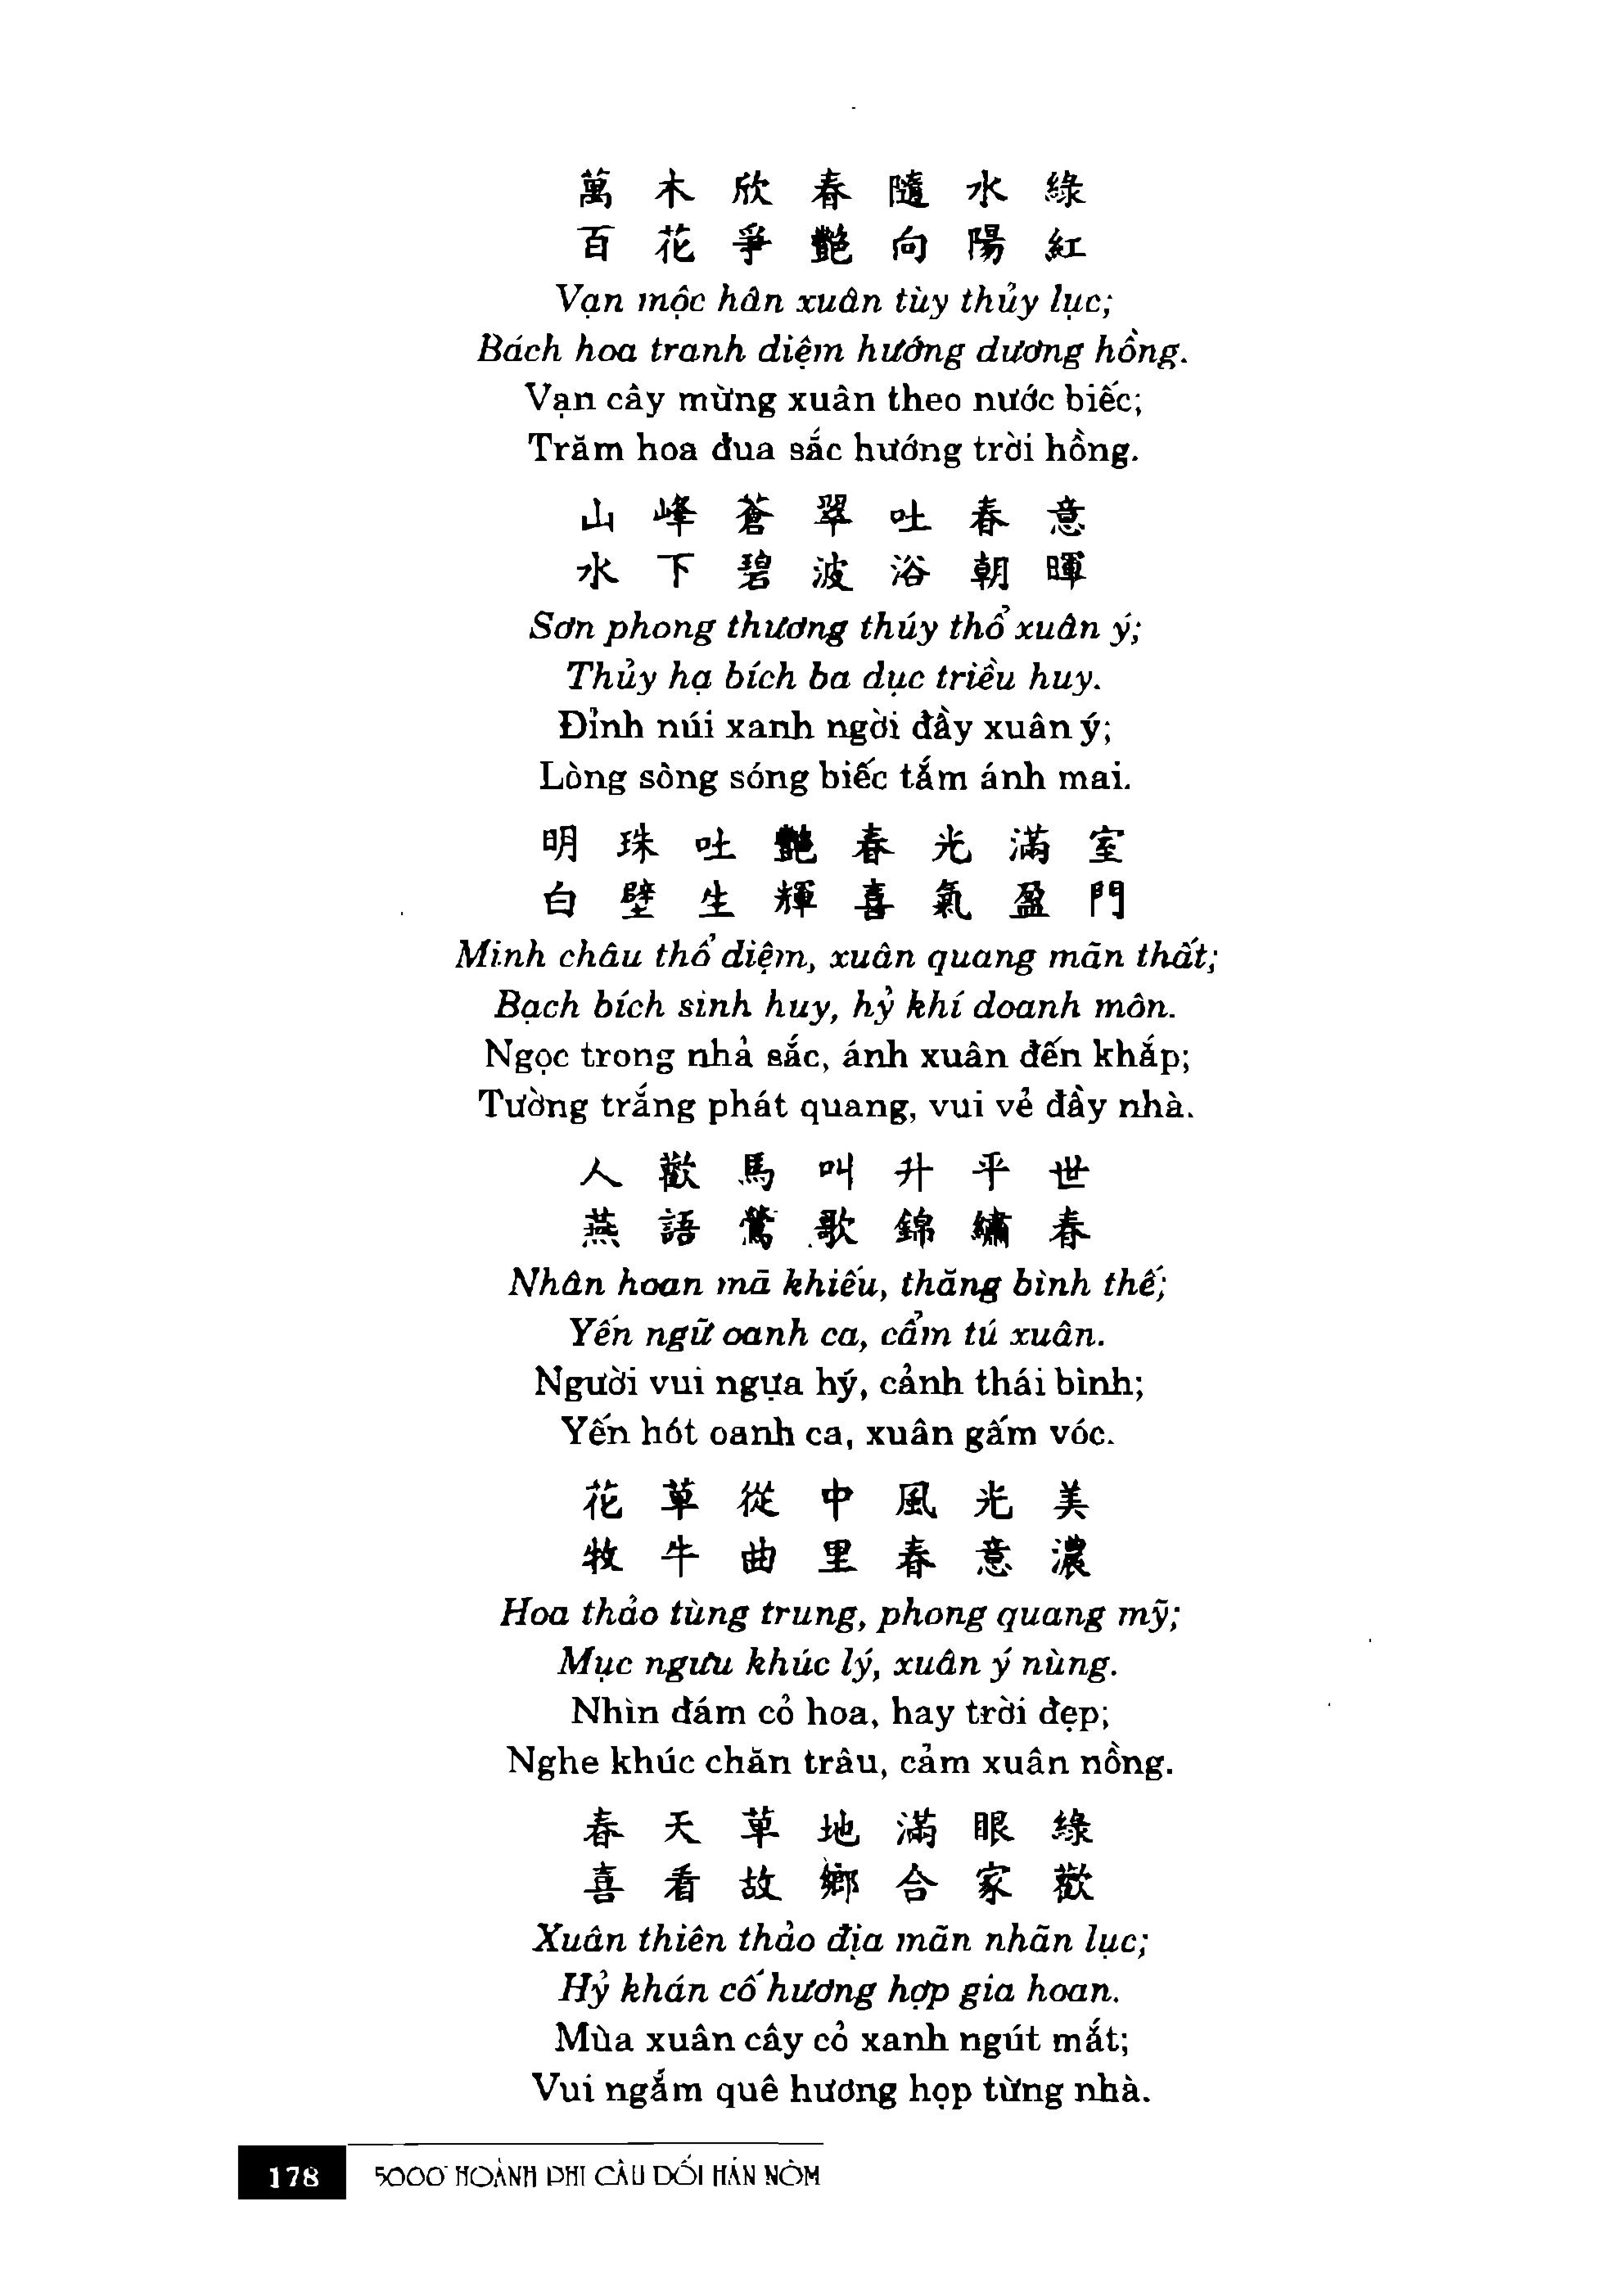 萬木欣春隨水綠
百花爭艷向陽紅
Vạn mộc hân xuân tùy thủy lục;
Bách hoa tranh diệm hướng dương hồng.
Vạn cây mừng xuân theo nước biếc;
Trăm hoa đua sắc hướng trời hồng.
山峰蒼翠吐春意
水下碧波浴朝暉
Sơn phong thương thúy thổ xuân ý;
Thủy hạ bích ba dục triều huy.
Đỉnh núi xanh ngời đầy xuân ý;
Lòng sông sóng biếc tắm ánh mai.
明珠吐艷春光滿室
白壁生輝喜氣盈門
Minh châu thổ diệm, xuân quang mãn thất;
Bạch bích sinh huy, hỷ khí doanh môn.
Ngọc trong nhả sắc, ánh xuân đến khắp;
Tường trắng phát quang, vui vẻ đầy nhà.
人歡馬叫升平世
燕語鶯歌錦繡春
Nhân hoan mã khiếu, thăng bình thế;
Yến ngữ oanh ca, cẩm tú xuân.
Người vui ngựa hý, cảnh thái bình;
Yến hót oanh ca, xuân gấm vóc.
花草從中風光美
牧牛曲里春意濃
Hoa thảo tùng trung, phong quang mỹ;
Mục ngưu khúc lý, xuân ý nùng.
Nhìn đám cỏ hoa, hay trời đẹp;
Nghe khúc chăn trâu, cảm xuân nồng.
春天草地滿眼綠
喜看故鄉合家歡
Xuân thiên thảo địa mãn nhãn lục;
Hỷ khán cố hương hợp gia hoan.
Mùa xuân cây cỏ xanh ngút mắt;
Vui ngắm quê hương họp từng nhà.
178 5000 HOÀNH PHI CÂU ĐỐI HÁN NÔM